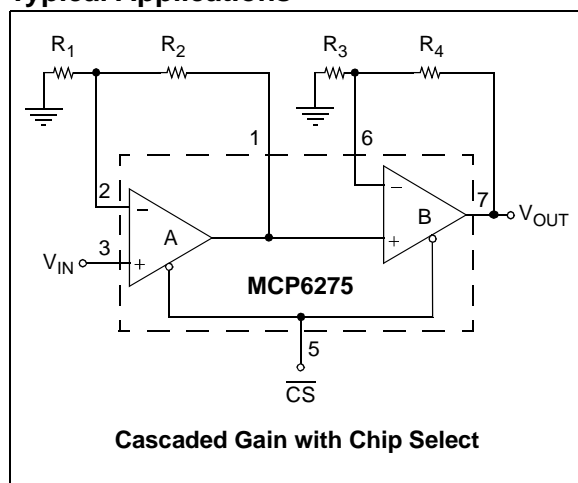 Typical Applications
R1 R2 R3 R4
1 6
2 − − 7 VOUT
A B
VIN 3 + +
MCP6275
5
C̅S̅
Cascaded Gain with Chip Select